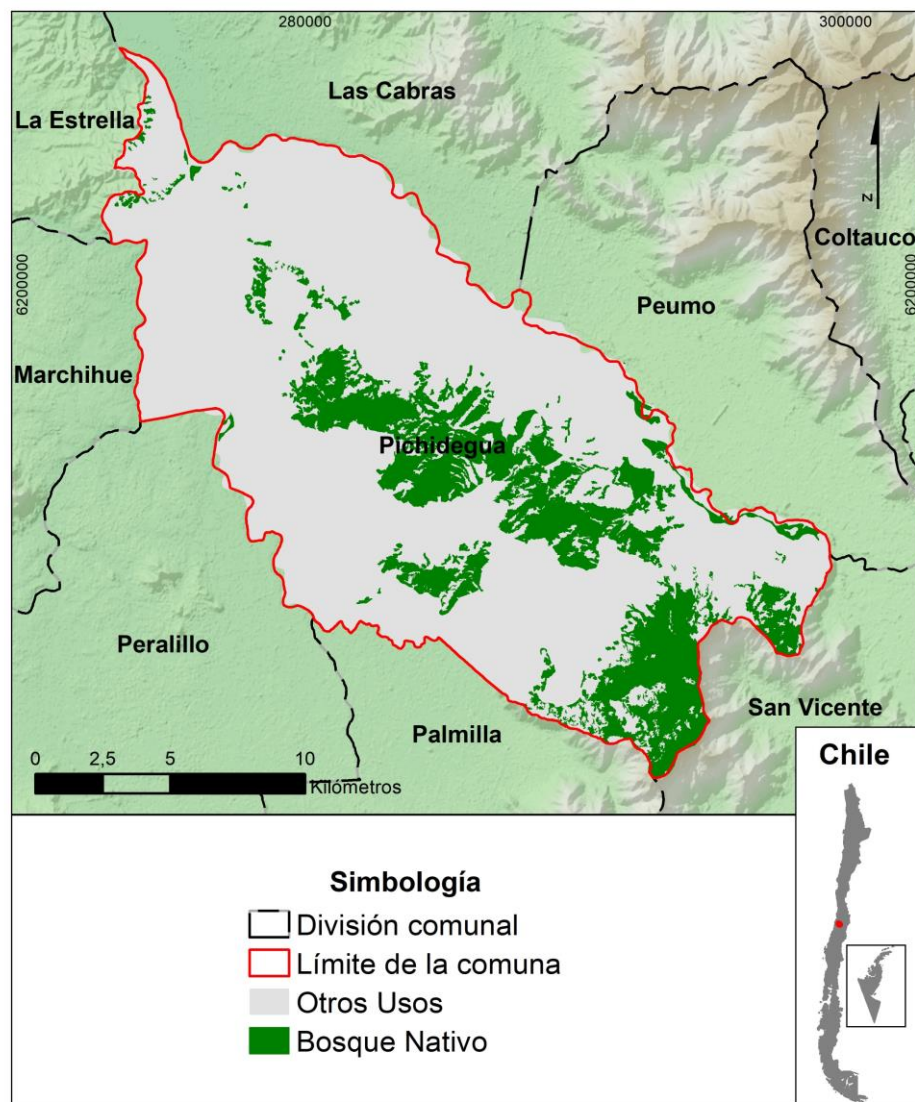 280000
300000
Las Cabras
La Estrella
z
Coltauco
6200000
6200000
Peumo
Marchihue
Pichidegua
Peralillo
San Vicente
Palmilla
0 2,5 5 10
Kilómetros
Chile
Simbología
División comunal
Límite de la comuna
Otros Usos
Bosque Nativo